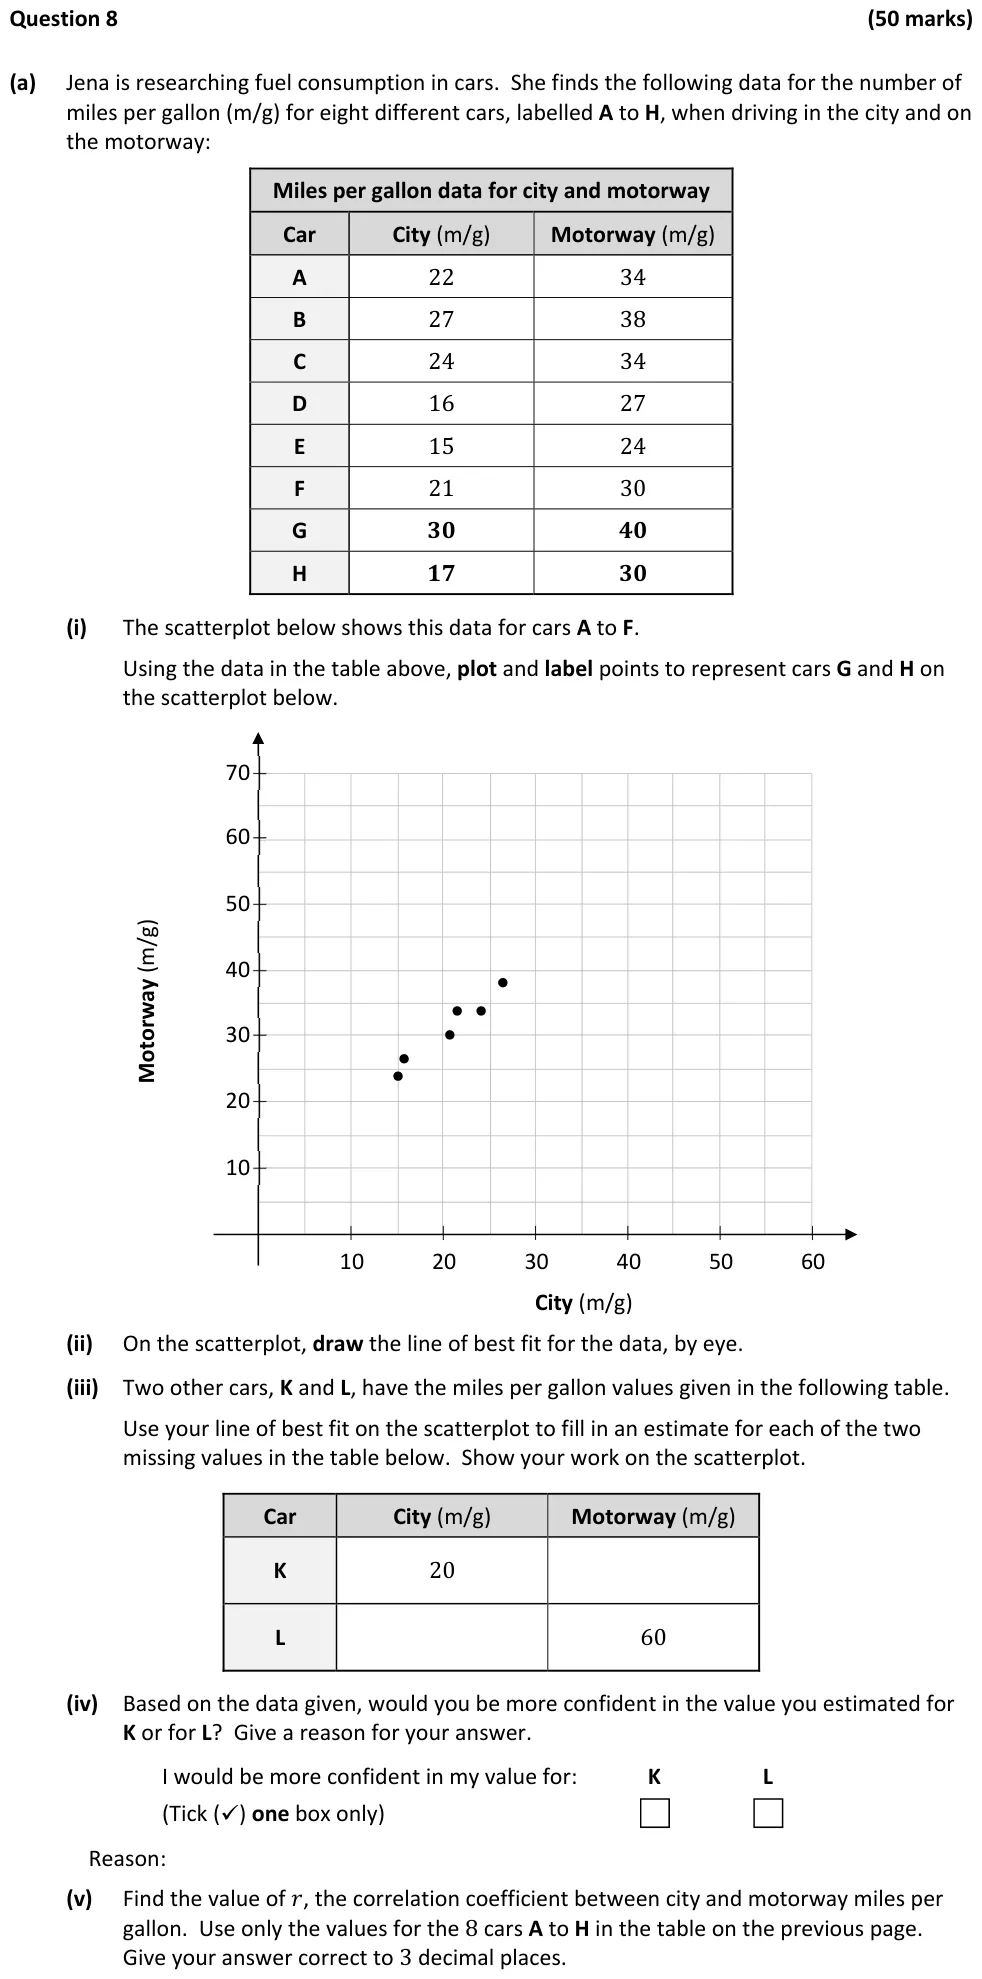 Question 8 (50 marks)
(a) Jena is researching fuel consumption in cars. She finds the following data for the number of
miles per gallon (m/g) for eight different cars, labelled A to H, when driving in the city and on
the motorway:
Miles per gallon data for city and motorway
Car City (m/g) Motorway (m/g)
A 22 34
B 27 38
C 24 34
D 16 27
E 15 24
F 21 30
G 30 40
H 17 30
(i) The scatterplot below shows this data for cars A to F.
Using the data in the table above, plot and label points to represent cars G and H on
the scatterplot below.
70
60
50
40
30
20
10
Motorway (m/g)
10 20 30 40 50 60
City (m/g)
(ii) On the scatterplot, draw the line of best fit for the data, by eye.
(iii) Two other cars, K and L, have the miles per gallon values given in the following table.
Use your line of best fit on the scatterplot to fill in an estimate for each of the two
missing values in the table below. Show your work on the scatterplot.
Car City (m/g) Motorway (m/g)
K 20
L 60
(iv) Based on the data given, would you be more confident in the value you estimated for
K or for L? Give a reason for your answer.
I would be more confident in my value for: K L
(Tick (✓) one box only)
Reason:
(v) Find the value of r, the correlation coefficient between city and motorway miles per
gallon. Use only the values for the 8 cars A to H in the table on the previous page.
Give your answer correct to 3 decimal places.